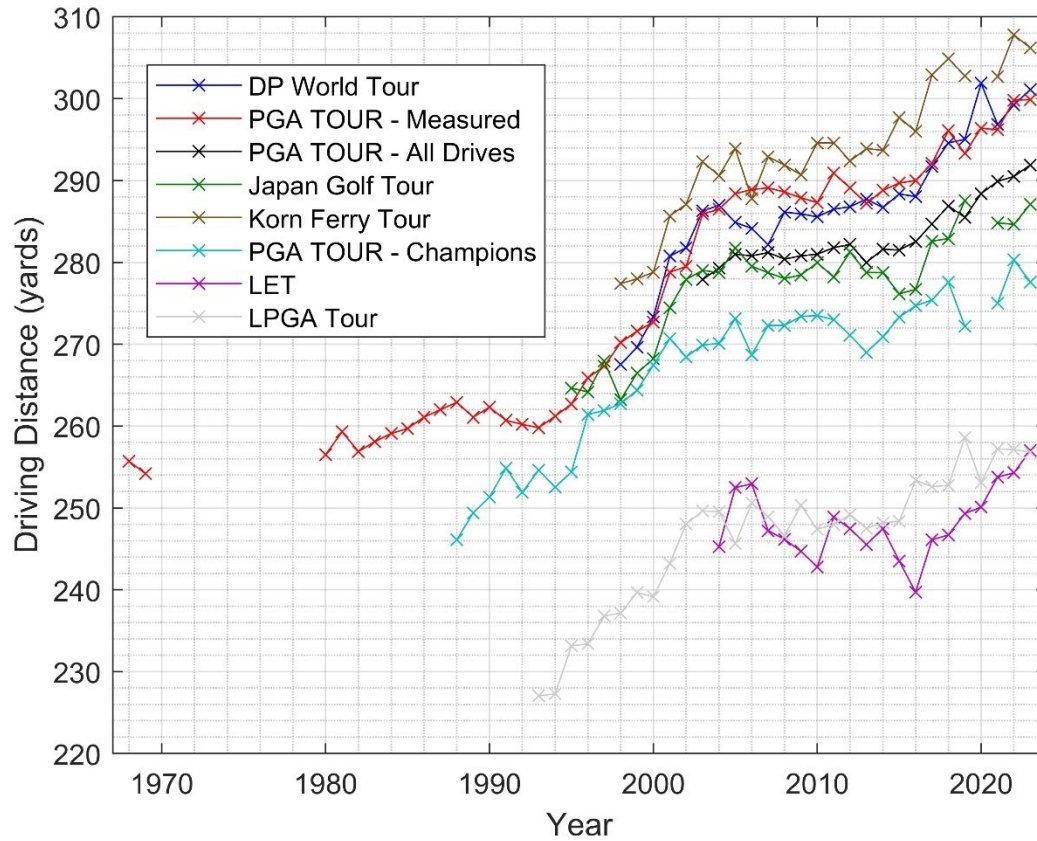 310
300
290
280
270
260
250
240
230
220
Driving Distance (yards)
DP World Tour
PGA TOUR - Measured
PGA TOUR - All Drives
Japan Golf Tour
Korn Ferry Tour
PGA TOUR - Champions
LET
LPGA Tour
1970 1980 1990 2000 2010 2020
Year